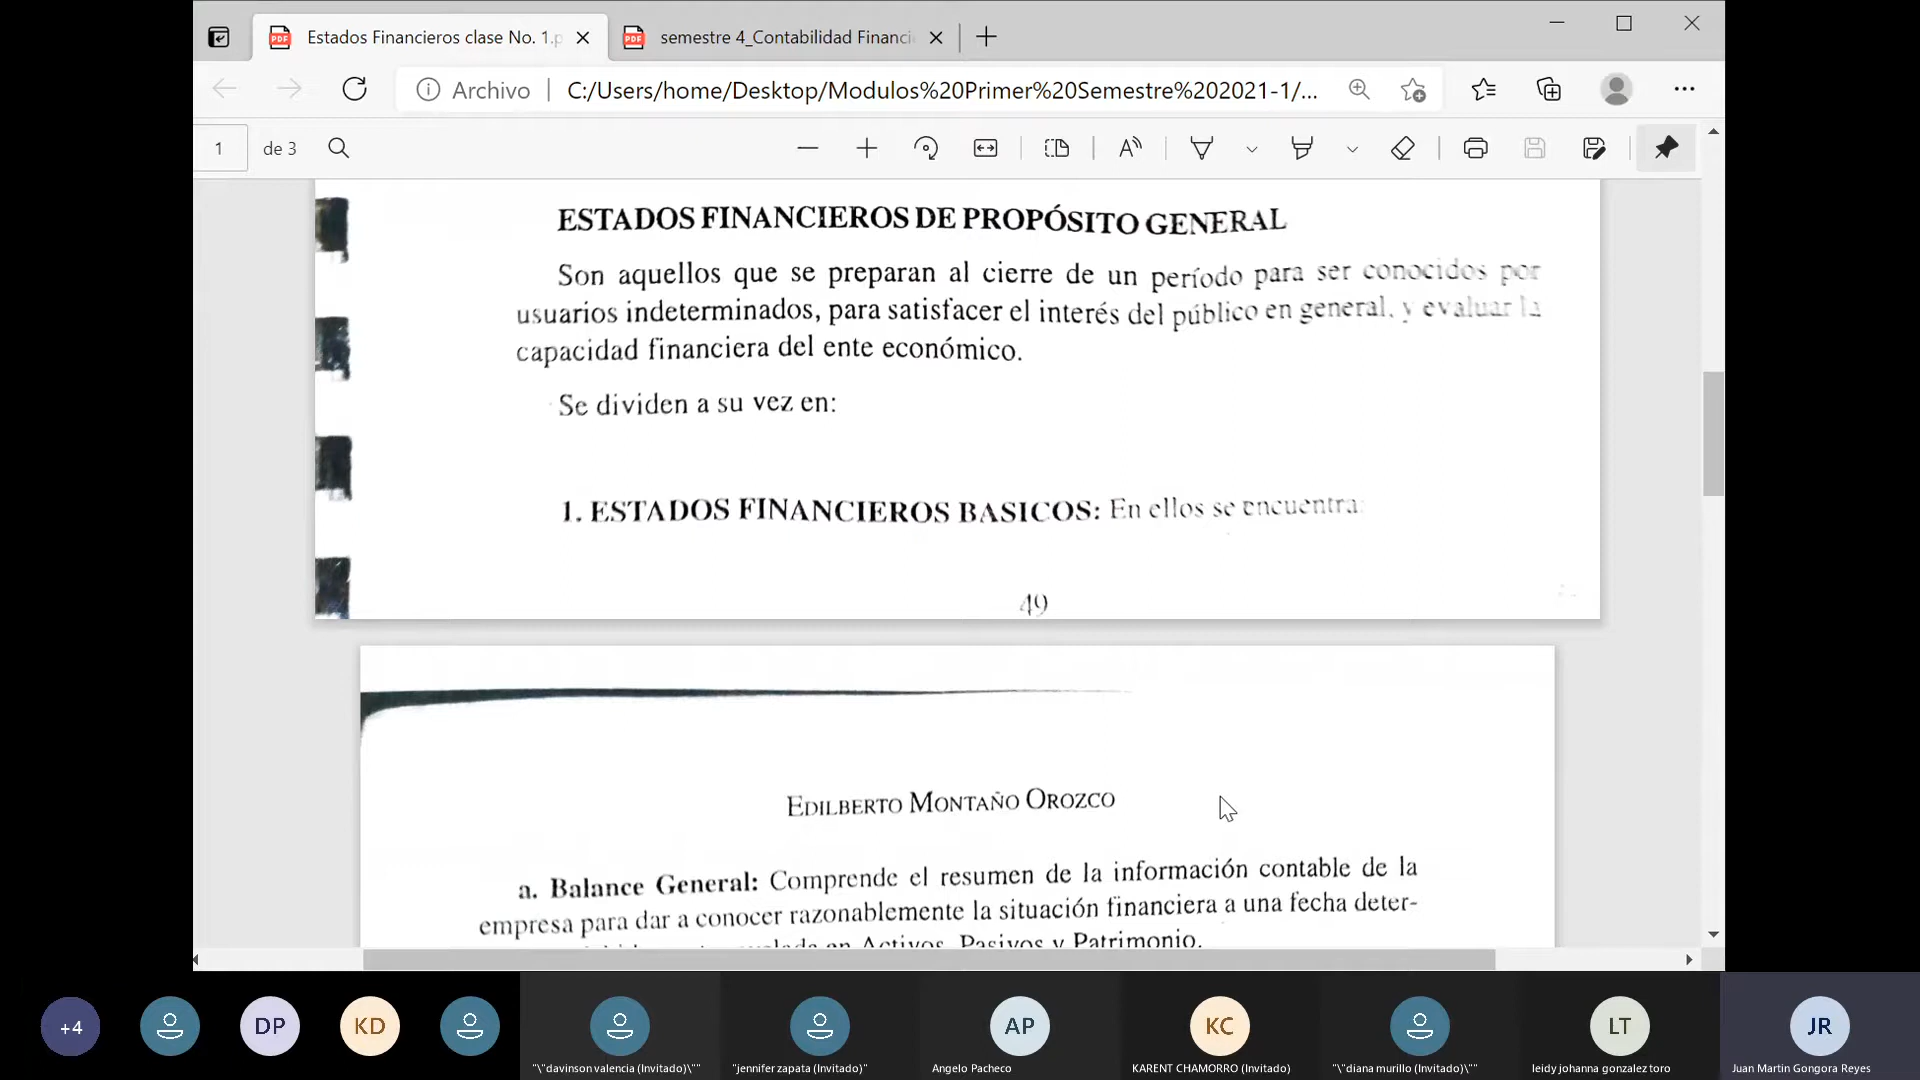 Estados Financieros clase No. 1.p
semestre 4_Contabilidad Financi
Archivo
C:/Users/home/Desktop/Modulos%20Primer%20Semestre%202021-1/...
1
de 3
ESTADOS FINANCIEROS DE PROPÓSITO GENERAL
Son aquellos que se preparan al cierre de un período para ser conocidos por
usuarios indeterminados, para satisfacer el interés del público en general, y evaluar la
capacidad financiera del ente económico.
Se dividen a su vez en:
1. ESTADOS FINANCIEROS BASICOS: En ellos se encuentra
49
EDILBERTO MONTAÑO OROZCO
a. Balance General: Comprende el resumen de la información contable de la
empresa para dar a conocer razonablemente la situación financiera a una fecha deter-
en Activos, Pasivos y Patrimonio.
+4
DP
KD
AP
KC
LT
JR
"\"davinson valencia (Invitado)\""
"jennifer zapata (Invitado)"
Angelo Pacheco
KARENT CHAMORRO (Invitado)
"\"diana murillo (Invitado)\""
leidy johanna gonzalez toro
Juan Martin Gongora Reyes